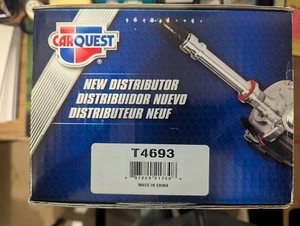 CARQUEST
NEW DISTRIBUTOR
DISTRIBUIDOR NUEVO
DISTRIBUTEUR NEUF
T4693
MADE IN CHINA